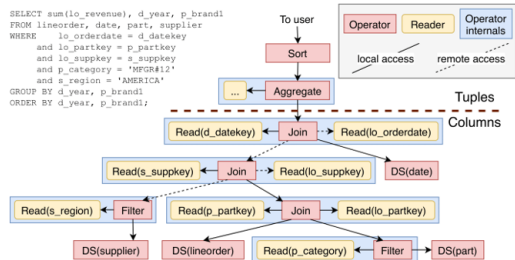 SELECT sum(lo_revenue), d_year, p_brand1
FROM lineorder, date, part, supplier
WHERE lo_orderdate = d_datekey
and lo_partkey = p_partkey
and lo_suppkey = s_suppkey
and p_category = 'MFGR#12'
and s_region = 'AMERICA'
GROUP BY d_year, p_brand1
ORDER BY d_year, p_brand1;
To user
Operator
Reader
Operator internals
local access
remote access
Sort
...
Aggregate
Tuples
Columns
Read(d_datekey)
Join
Read(lo_orderdate)
Read(s_suppkey)
Join
Read(lo_suppkey)
DS(date)
Read(s_region)
Filter
Read(p_partkey)
Join
Read(lo_partkey)
DS(supplier)
DS(lineorder)
Read(p_category)
Filter
DS(part)